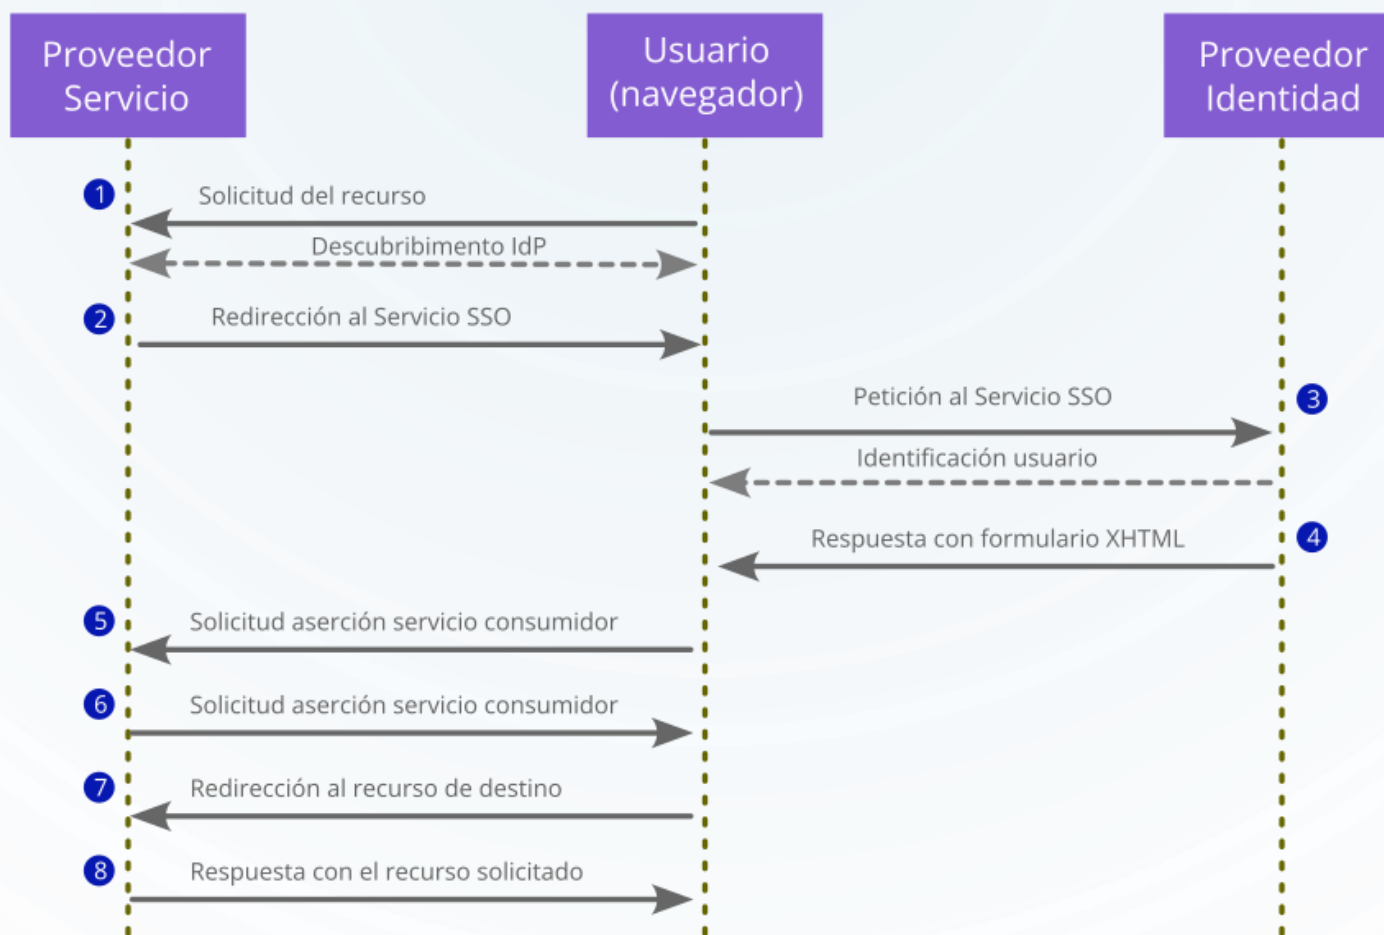 Proveedor
Servicio
Usuario
(navegador)
Proveedor
Identidad
1
Solicitud del recurso
Descubribimento IdP
2
Redirección al Servicio SSO
Petición al Servicio SSO
3
Identificación usuario
Respuesta con formulario XHTML
4
5
Solicitud aserción servicio consumidor
6
Solicitud aserción servicio consumidor
7
Redirección al recurso de destino
8
Respuesta con el recurso solicitado